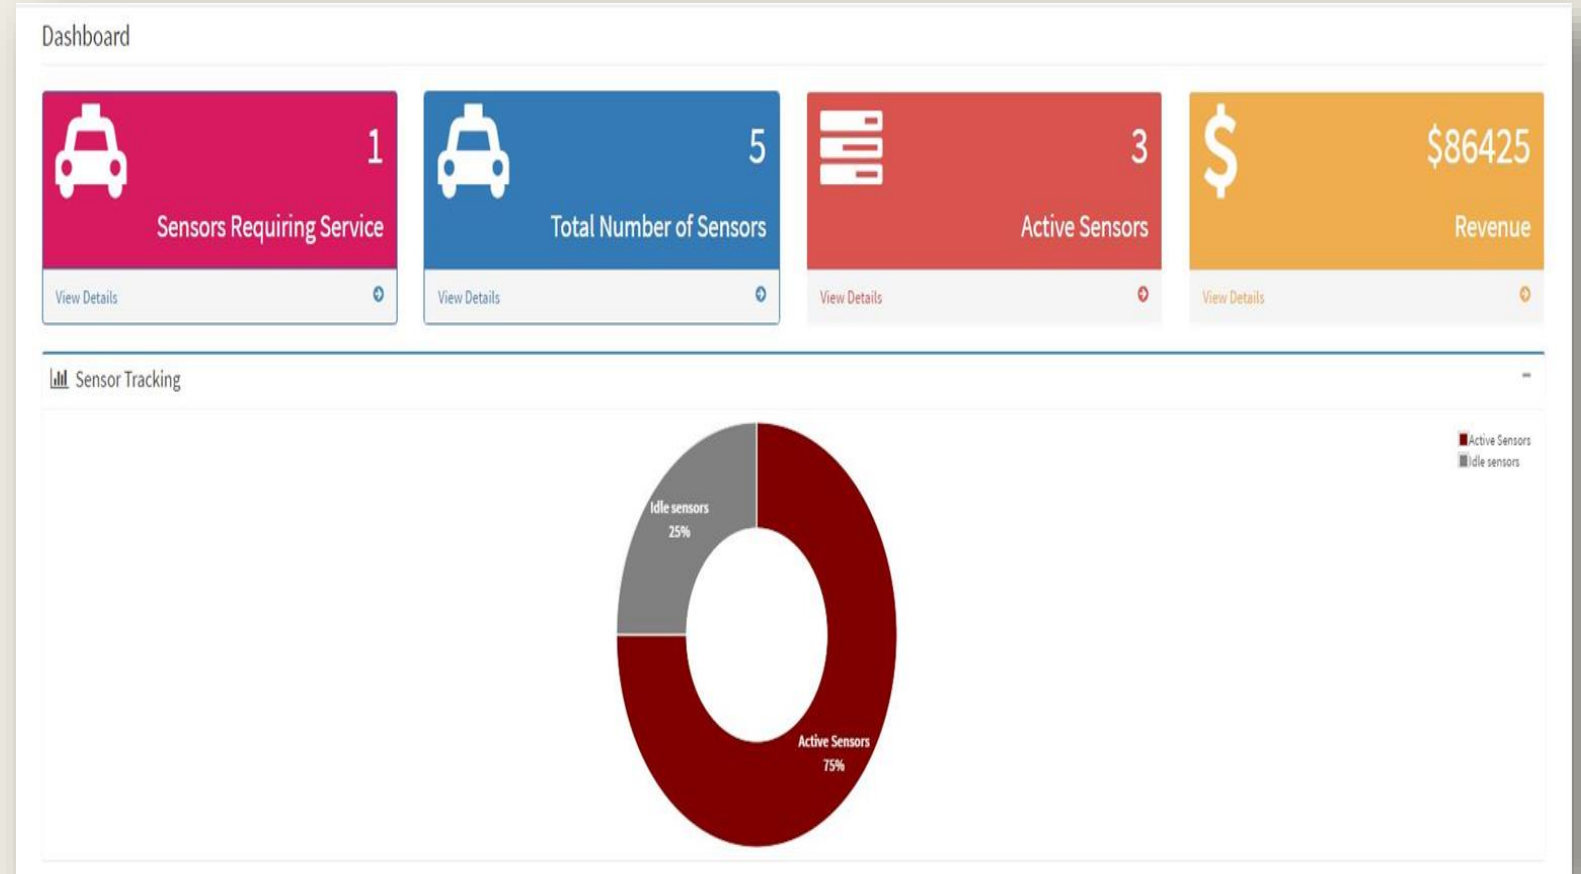 Dashboard
1
Sensors Requiring Service
View Details
5
Total Number of Sensors
View Details
3
Active Sensors
View Details
$
$86425
Revenue
View Details
Sensor Tracking
Active Sensors
Idle sensors
Idle sensors
25%
Active Sensors
75%